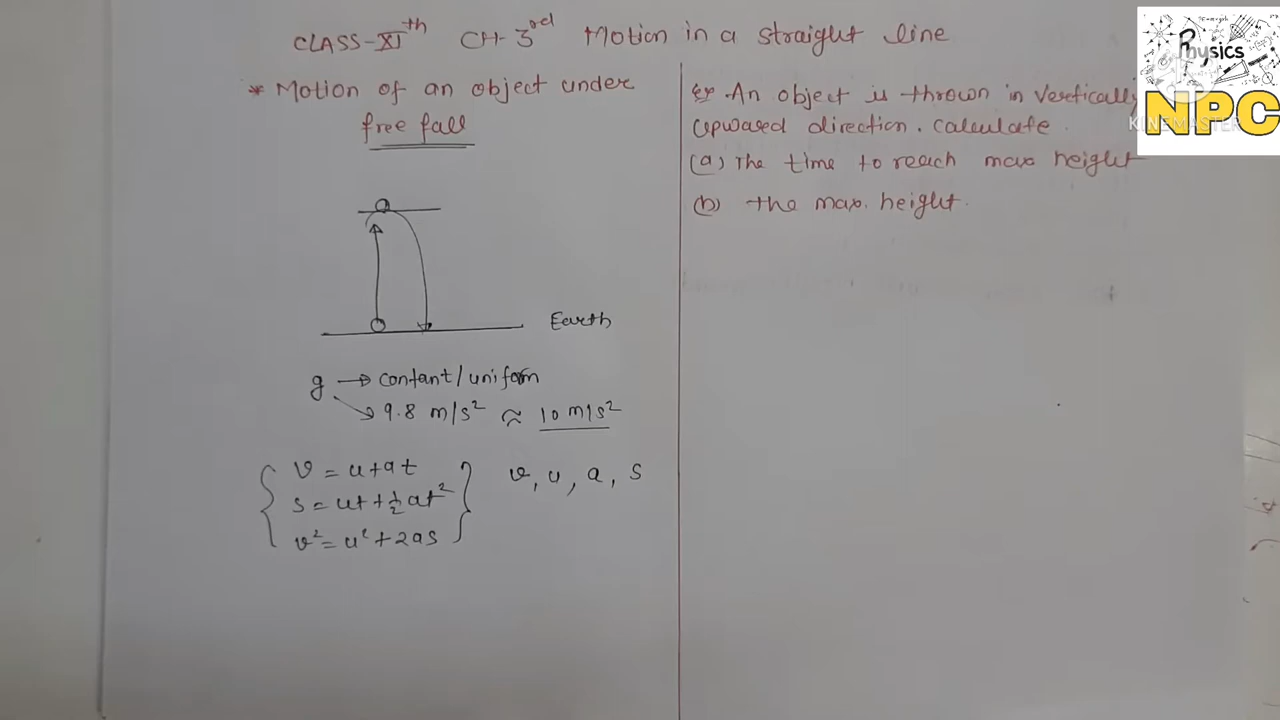 CLASS-XIth CH-3rd Motion in a straight line
* Motion of an object under
free fall
Earth
g → contant/uniform
→ 9.8 m/s² ≈ 10 m/s²
v = u+at
s = ut + ½at²
v² = u² + 2as
v, u, a, s
Ex. An object is thrown in vertically
upward direction. calculate.
(a) The time to reach max height
(b) the max. height.
Physics
NPC
KINEMASTER